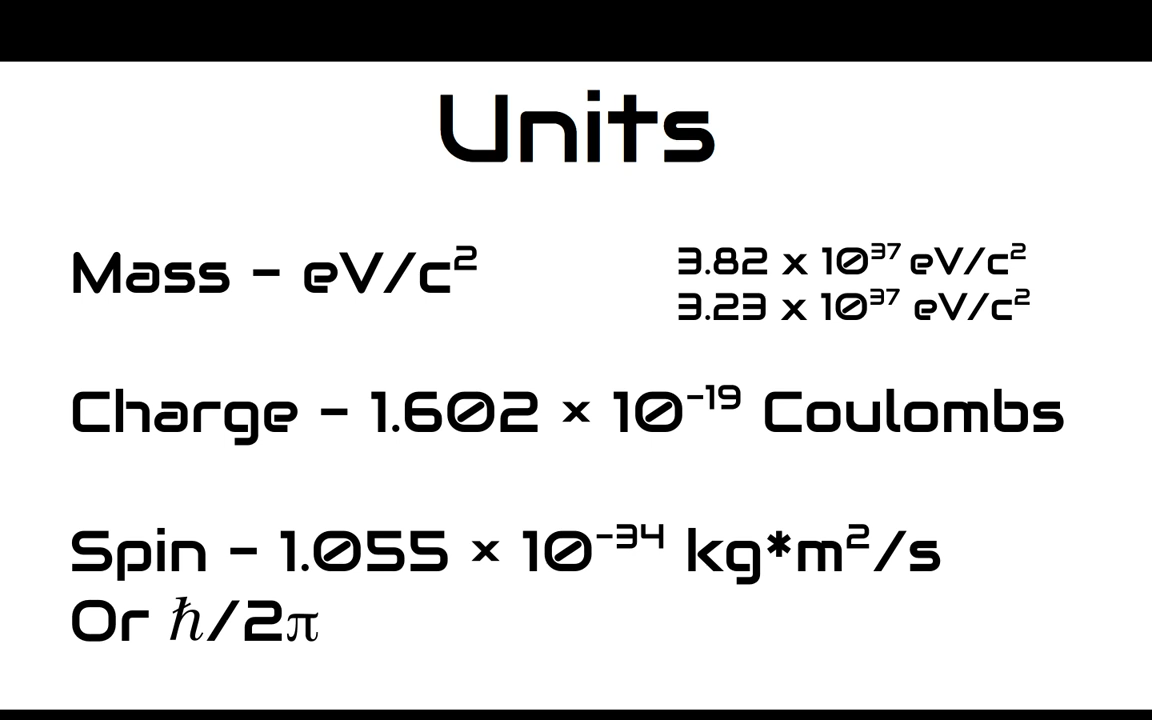 Units
Mass - eV/c²
3.82 x 10³⁷ eV/c²
3.23 x 10³⁷ eV/c²
Charge - 1.602 × 10⁻¹⁹ Coulombs
Spin - 1.055 × 10⁻³⁴ kg*m²/s
Or ℏ/2π